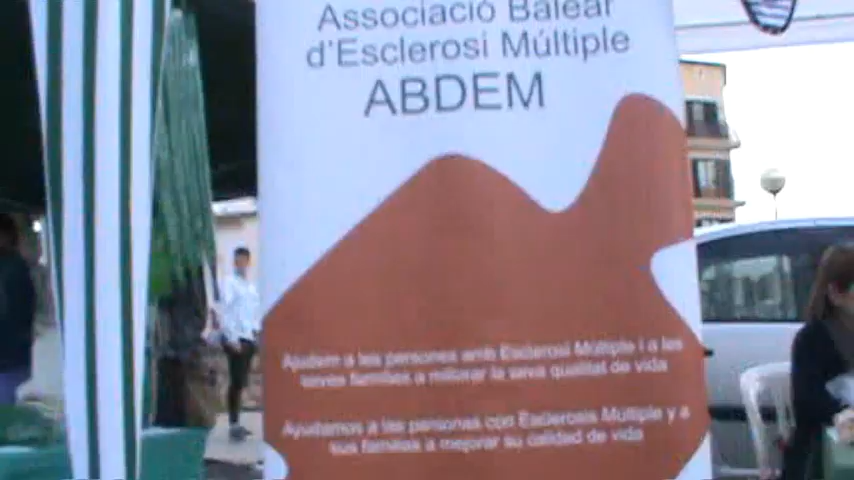 Associació Balear
d'Esclerosi Múltiple
ABDEM
Ajudem a les persones amb Esclerosi Múltiple i a les
seves famílies a millorar la seva qualitat de vida
Ayudamos a las personas con Esclerosis Múltiple y a
sus familias a mejorar su calidad de vida